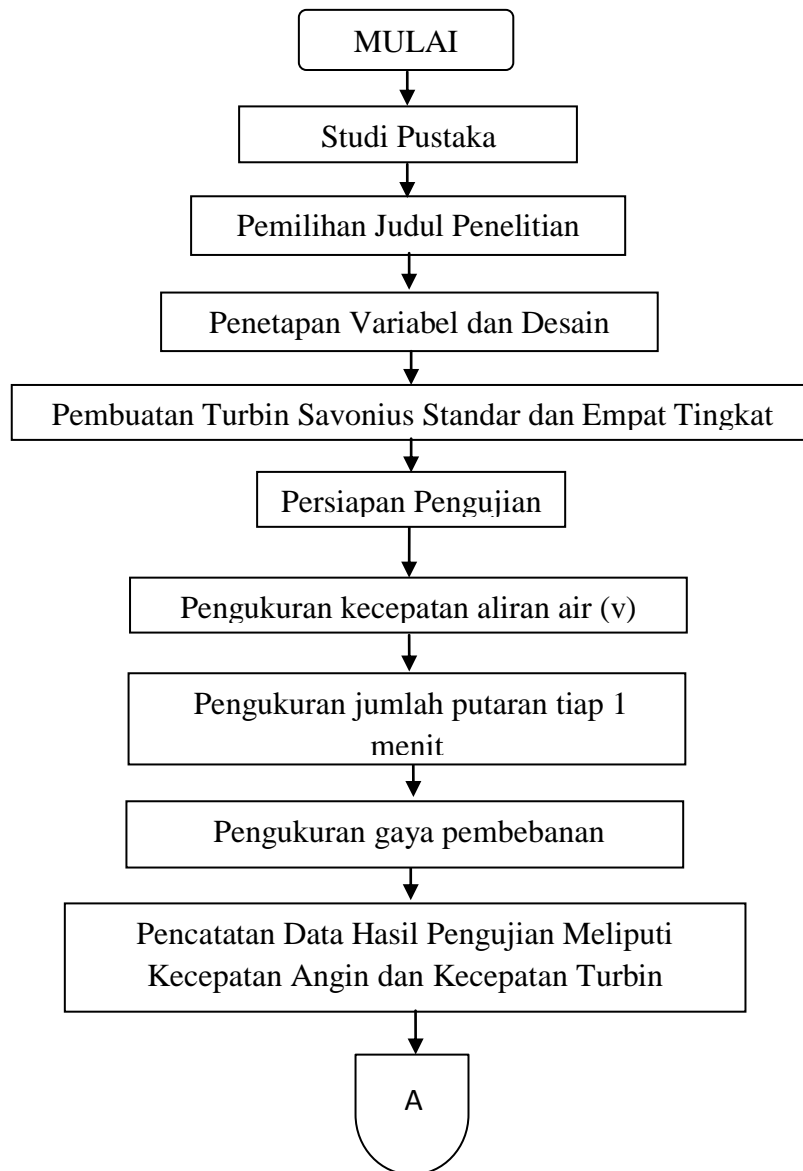 MULAI
Studi Pustaka
Pemilihan Judul Penelitian
Penetapan Variabel dan Desain
Pembuatan Turbin Savonius Standar dan Empat Tingkat
Persiapan Pengujian
Pengukuran kecepatan aliran air (v)
Pengukuran jumlah putaran tiap 1
menit
Pengukuran gaya pembebanan
Pencatatan Data Hasil Pengujian Meliputi
Kecepatan Angin dan Kecepatan Turbin
A